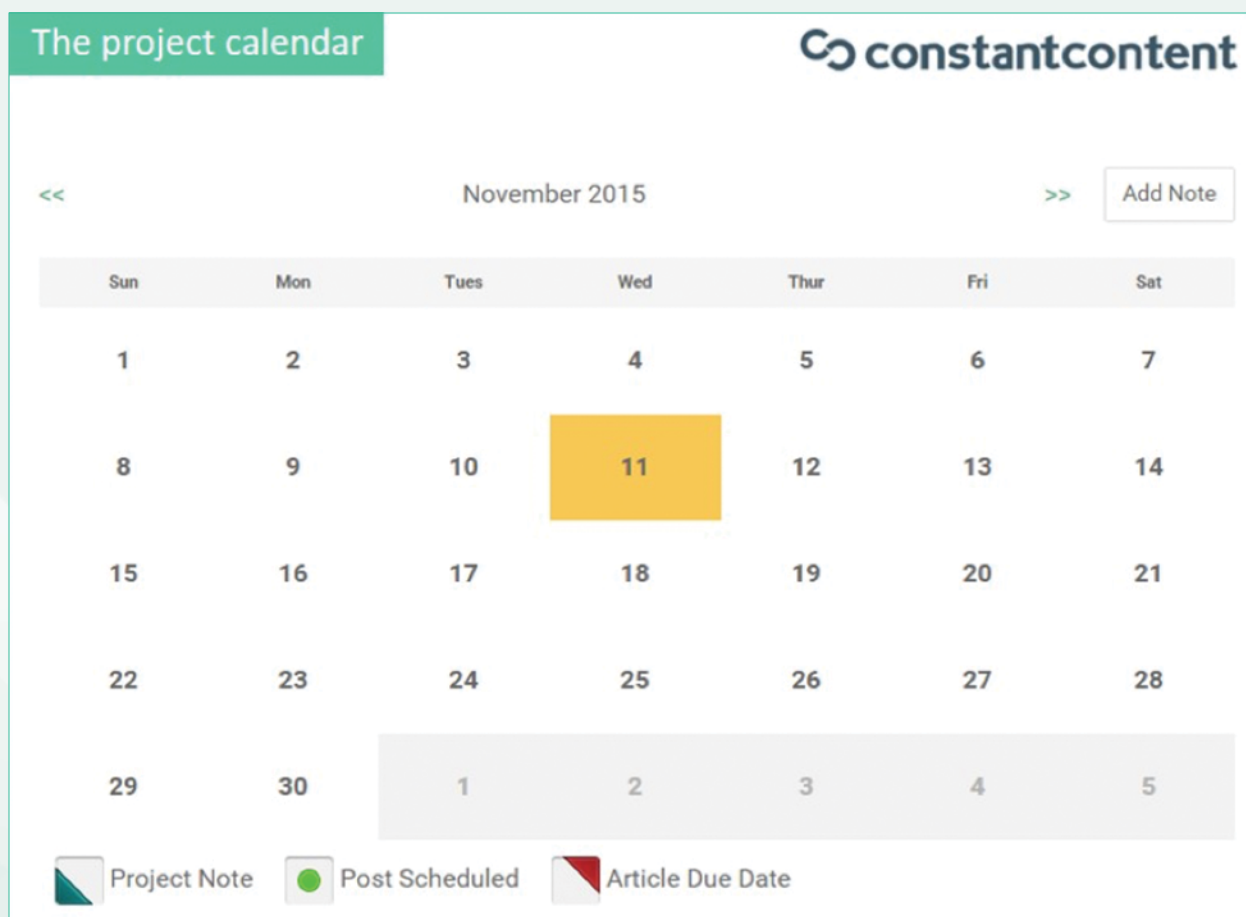 The project calendar
constantcontent
<< November 2015 >> Add Note
Sun Mon Tues Wed Thur Fri Sat
1 2 3 4 5 6 7
8 9 10 11 12 13 14
15 16 17 18 19 20 21
22 23 24 25 26 27 28
29 30 1 2 3 4 5
Project Note Post Scheduled Article Due Date